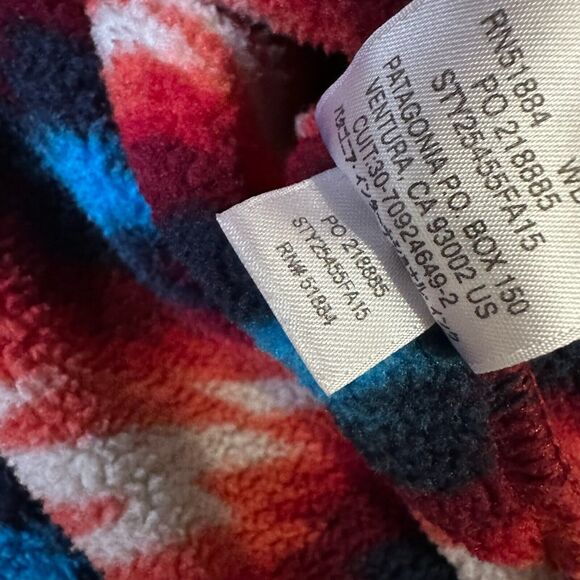 RN51884
PO 218885
STY25455FA15
PATAGONIA P.O. BOX 150
VENTURA, CA 93002 US
CUIT:30-70924649-2
PO 218885
STY25455FA15
RN# 51884